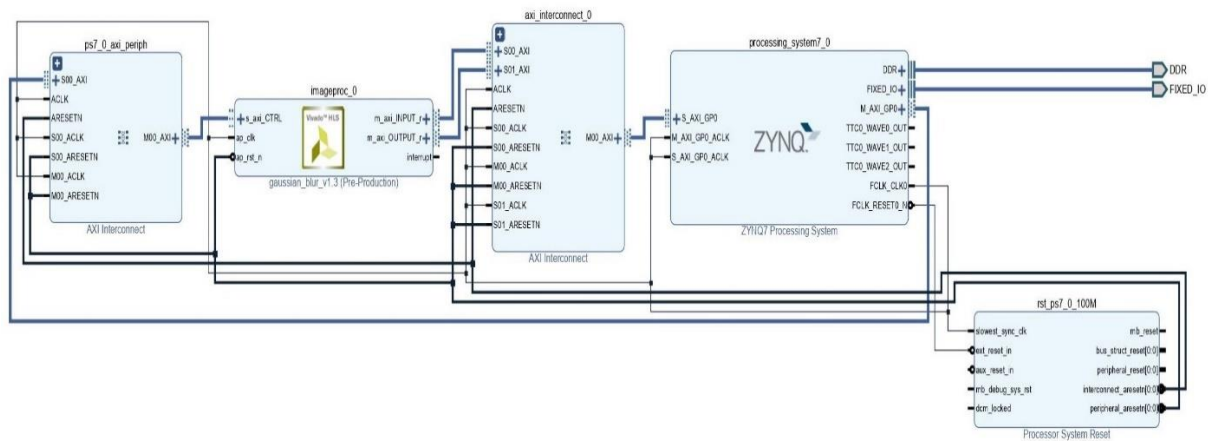 ps7_0_axi_periph
S00_AXI
ACLK
ARESETN
S00_ACLK
S00_ARESETN
M00_ACLK
M00_ARESETN
M00_AXI
AXI Interconnect
imageproc_0
s_axi_CTRL
ap_clk
ap_rst_n
Vivado™ HLS
m_axi_INPUT_r
m_axi_OUTPUT_r
interrupt
gaussian_blur_v1.3 (Pre-Production)
axi_interconnect_0
S00_AXI
S01_AXI
ACLK
ARESETN
S00_ACLK
S00_ARESETN
M00_ACLK
M00_ARESETN
S01_ACLK
S01_ARESETN
M00_AXI
AXI Interconnect
processing_system7_0
S_AXI_GP0
M_AXI_GP0_ACLK
S_AXI_GP0_ACLK
ZYNQ
DDR
FIXED_IO
M_AXI_GP0
TTC0_WAVE0_OUT
TTC0_WAVE1_OUT
TTC0_WAVE2_OUT
FCLK_CLK0
FCLK_RESET0_N
ZYNQ7 Processing System
DDR
FIXED_IO
rst_ps7_0_100M
slowest_sync_clk
ext_reset_in
aux_reset_in
mb_debug_sys_rst
dcm_locked
mb_reset
bus_struct_reset[0:0]
peripheral_reset[0:0]
interconnect_aresetn[0:0]
peripheral_aresetn[0:0]
Processor System Reset